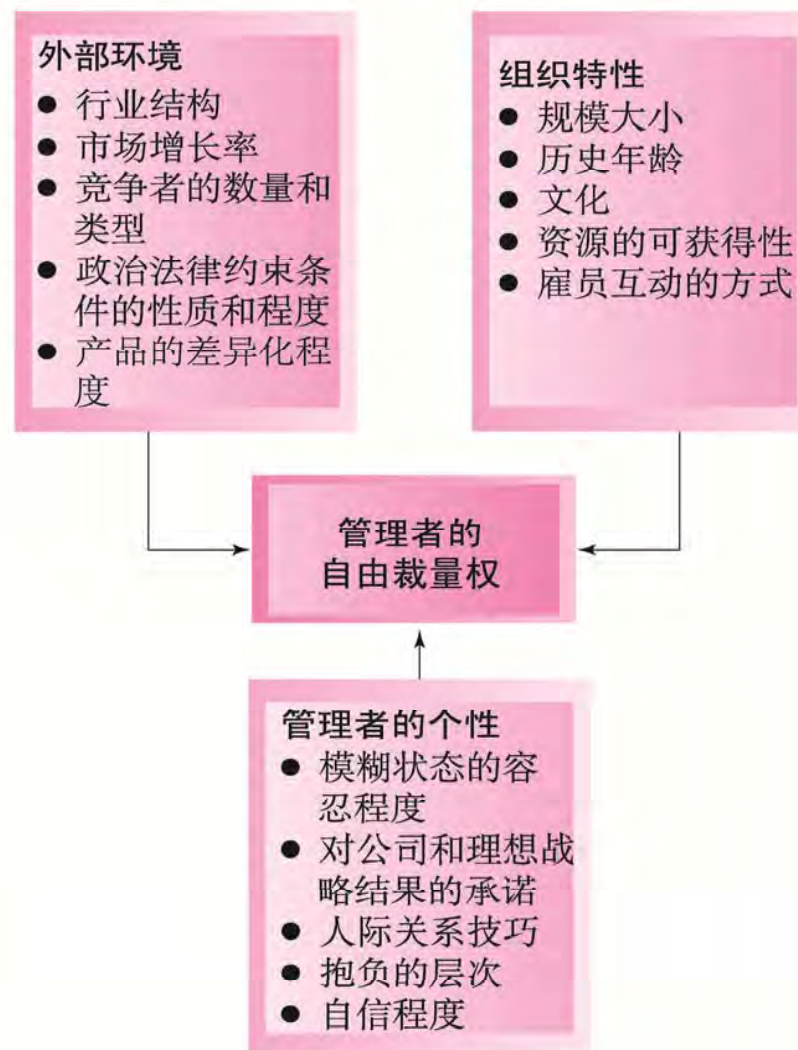 外部环境
● 行业结构
● 市场增长率
● 竞争者的数量和
类型
● 政治法律约束条
件的性质和程度
● 产品的差异化程
度
组织特性
● 规模大小
● 历史年龄
● 文化
● 资源的可获得性
● 雇员互动的方式
管理者的
自由裁量权
管理者的个性
● 模糊状态的容
忍程度
● 对公司和理想战
略结果的承诺
● 人际关系技巧
● 抱负的层次
● 自信程度